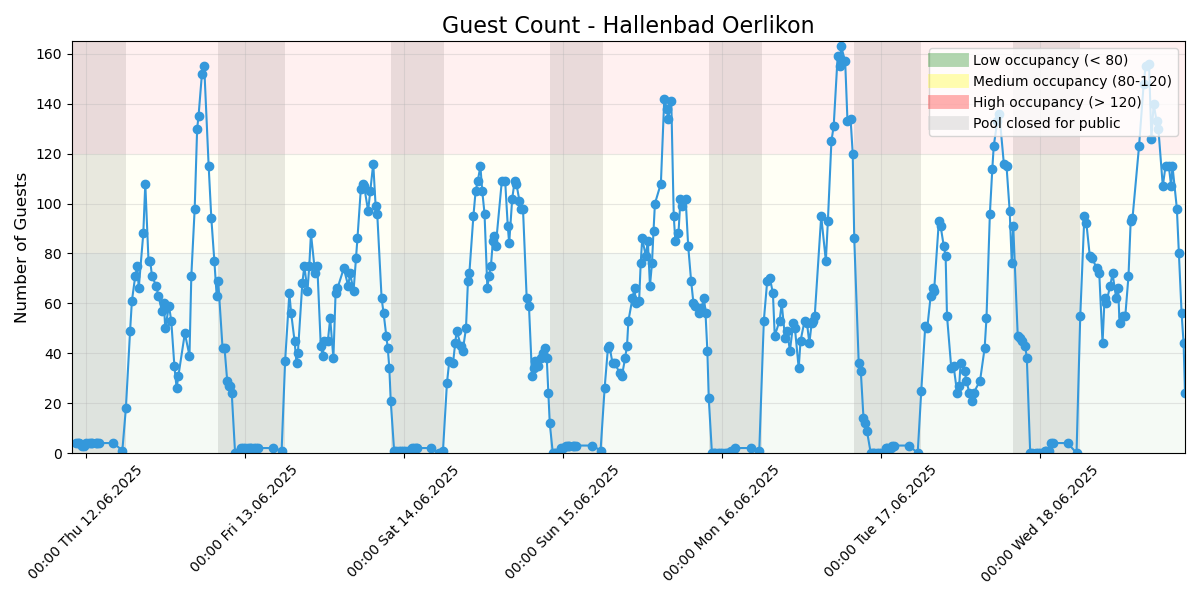 Guest Count - Hallenbad Oerlikon
Number of Guests
160
140
120
100
80
60
40
20
0
Low occupancy (< 80)
Medium occupancy (80-120)
High occupancy (> 120)
Pool closed for public
00:00 Thu 12.06.2025
00:00 Fri 13.06.2025
00:00 Sat 14.06.2025
00:00 Sun 15.06.2025
00:00 Mon 16.06.2025
00:00 Tue 17.06.2025
00:00 Wed 18.06.2025